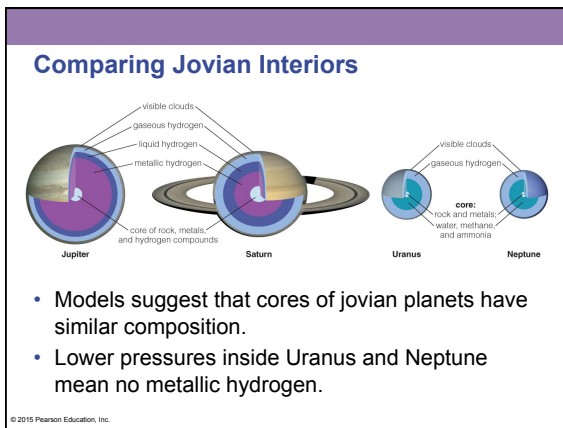 Comparing Jovian Interiors
visible clouds
gaseous hydrogen
liquid hydrogen
metallic hydrogen
core of rock, metals,
and hydrogen compounds
Jupiter
Saturn
visible clouds
gaseous hydrogen
core:
rock and metals;
water, methane,
and ammonia
Uranus
Neptune
• Models suggest that cores of jovian planets have
similar composition.
• Lower pressures inside Uranus and Neptune
mean no metallic hydrogen.
© 2015 Pearson Education, Inc.